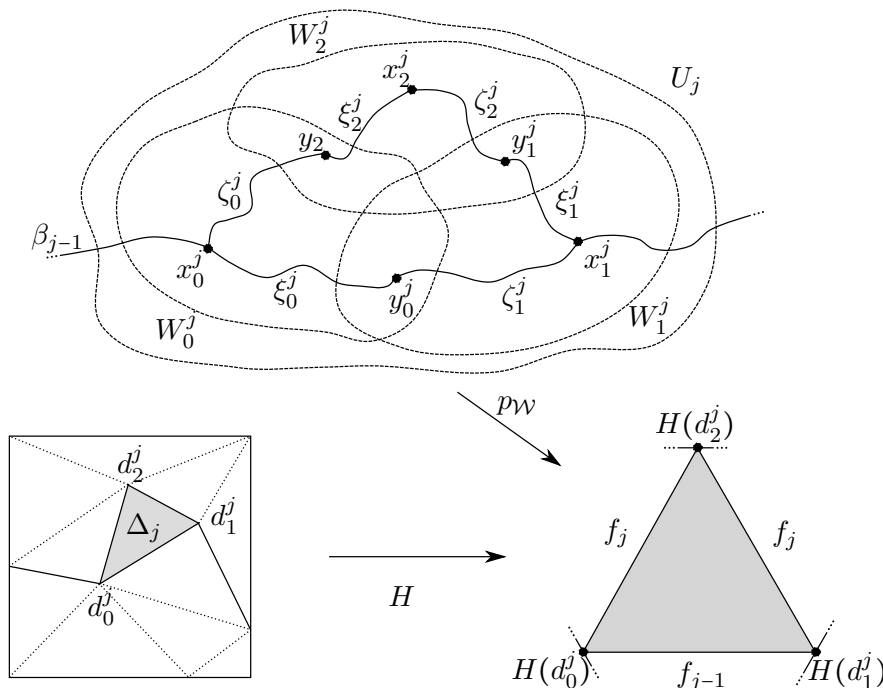 W_2^j
x_2^j
U_j
ξ_2^j
ζ_2^j
y_2
y_1^j
ζ_0^j
ξ_1^j
β_{j−1}
x_0^j
x_1^j
ξ_0^j
y_0^j
ζ_1^j
W_0^j
W_1^j
p_𝒲
H(d_2^j)
d_2^j
d_1^j
Δ_j
f_j
f_j
H
d_0^j
H(d_0^j)
f_{j−1}
H(d_1^j)